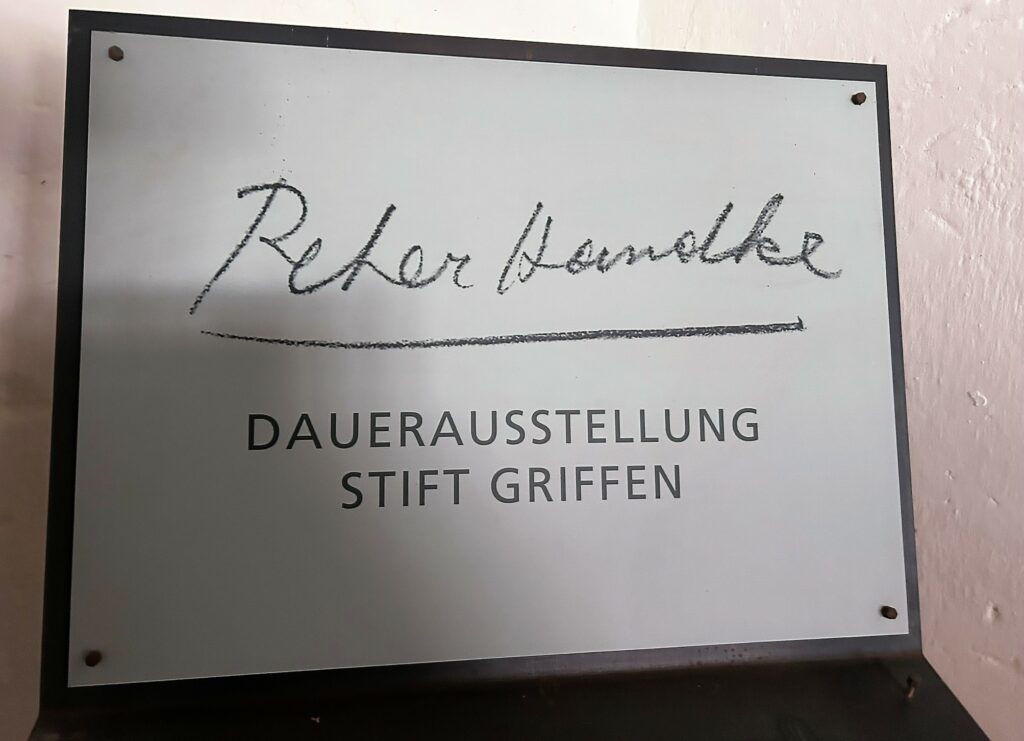 Peter Handke
DAUERAUSSTELLUNG
STIFT GRIFFEN